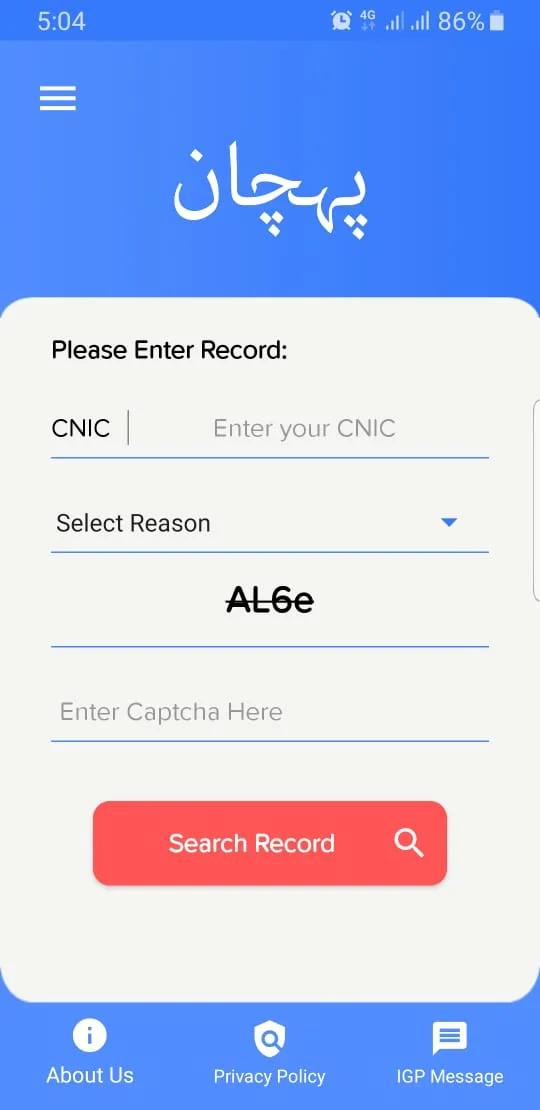 5:04 4G 86%
پہچان
Please Enter Record:
CNIC Enter your CNIC
Select Reason
AL6e
Enter Captcha Here
Search Record
About Us Privacy Policy IGP Message